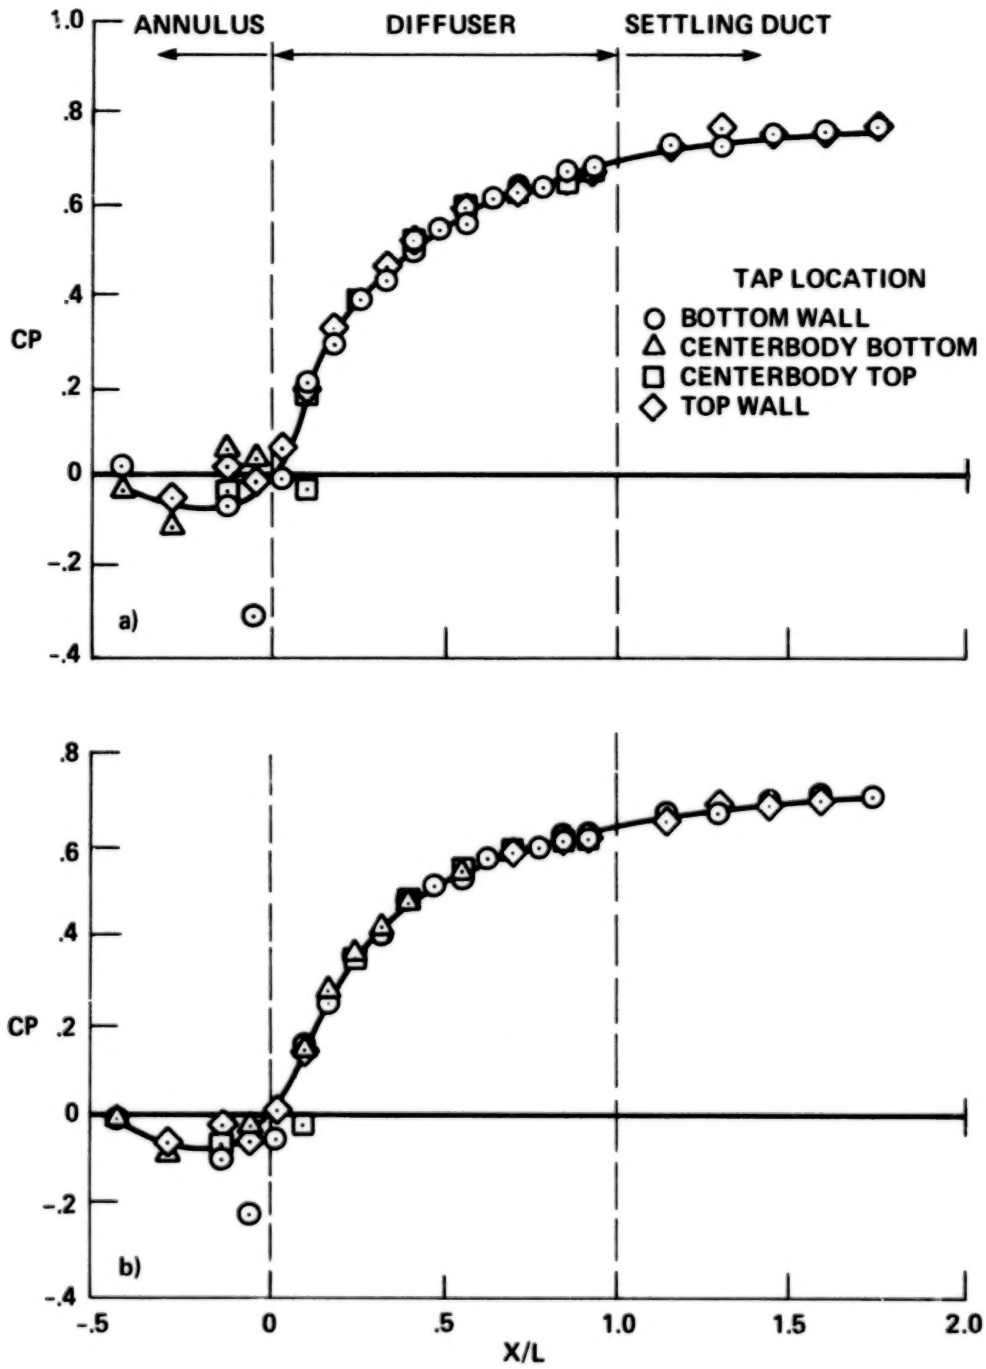 1.0
ANNULUS
DIFFUSER
SETTLING DUCT
.8
.6
.4
CP
.2
0
-.2
-.4
TAP LOCATION
BOTTOM WALL
CENTERBODY BOTTOM
CENTERBODY TOP
TOP WALL
a)
.8
.6
.4
CP
.2
0
-.2
-.4
b)
-.5
0
.5
1.0
1.5
2.0
X/L